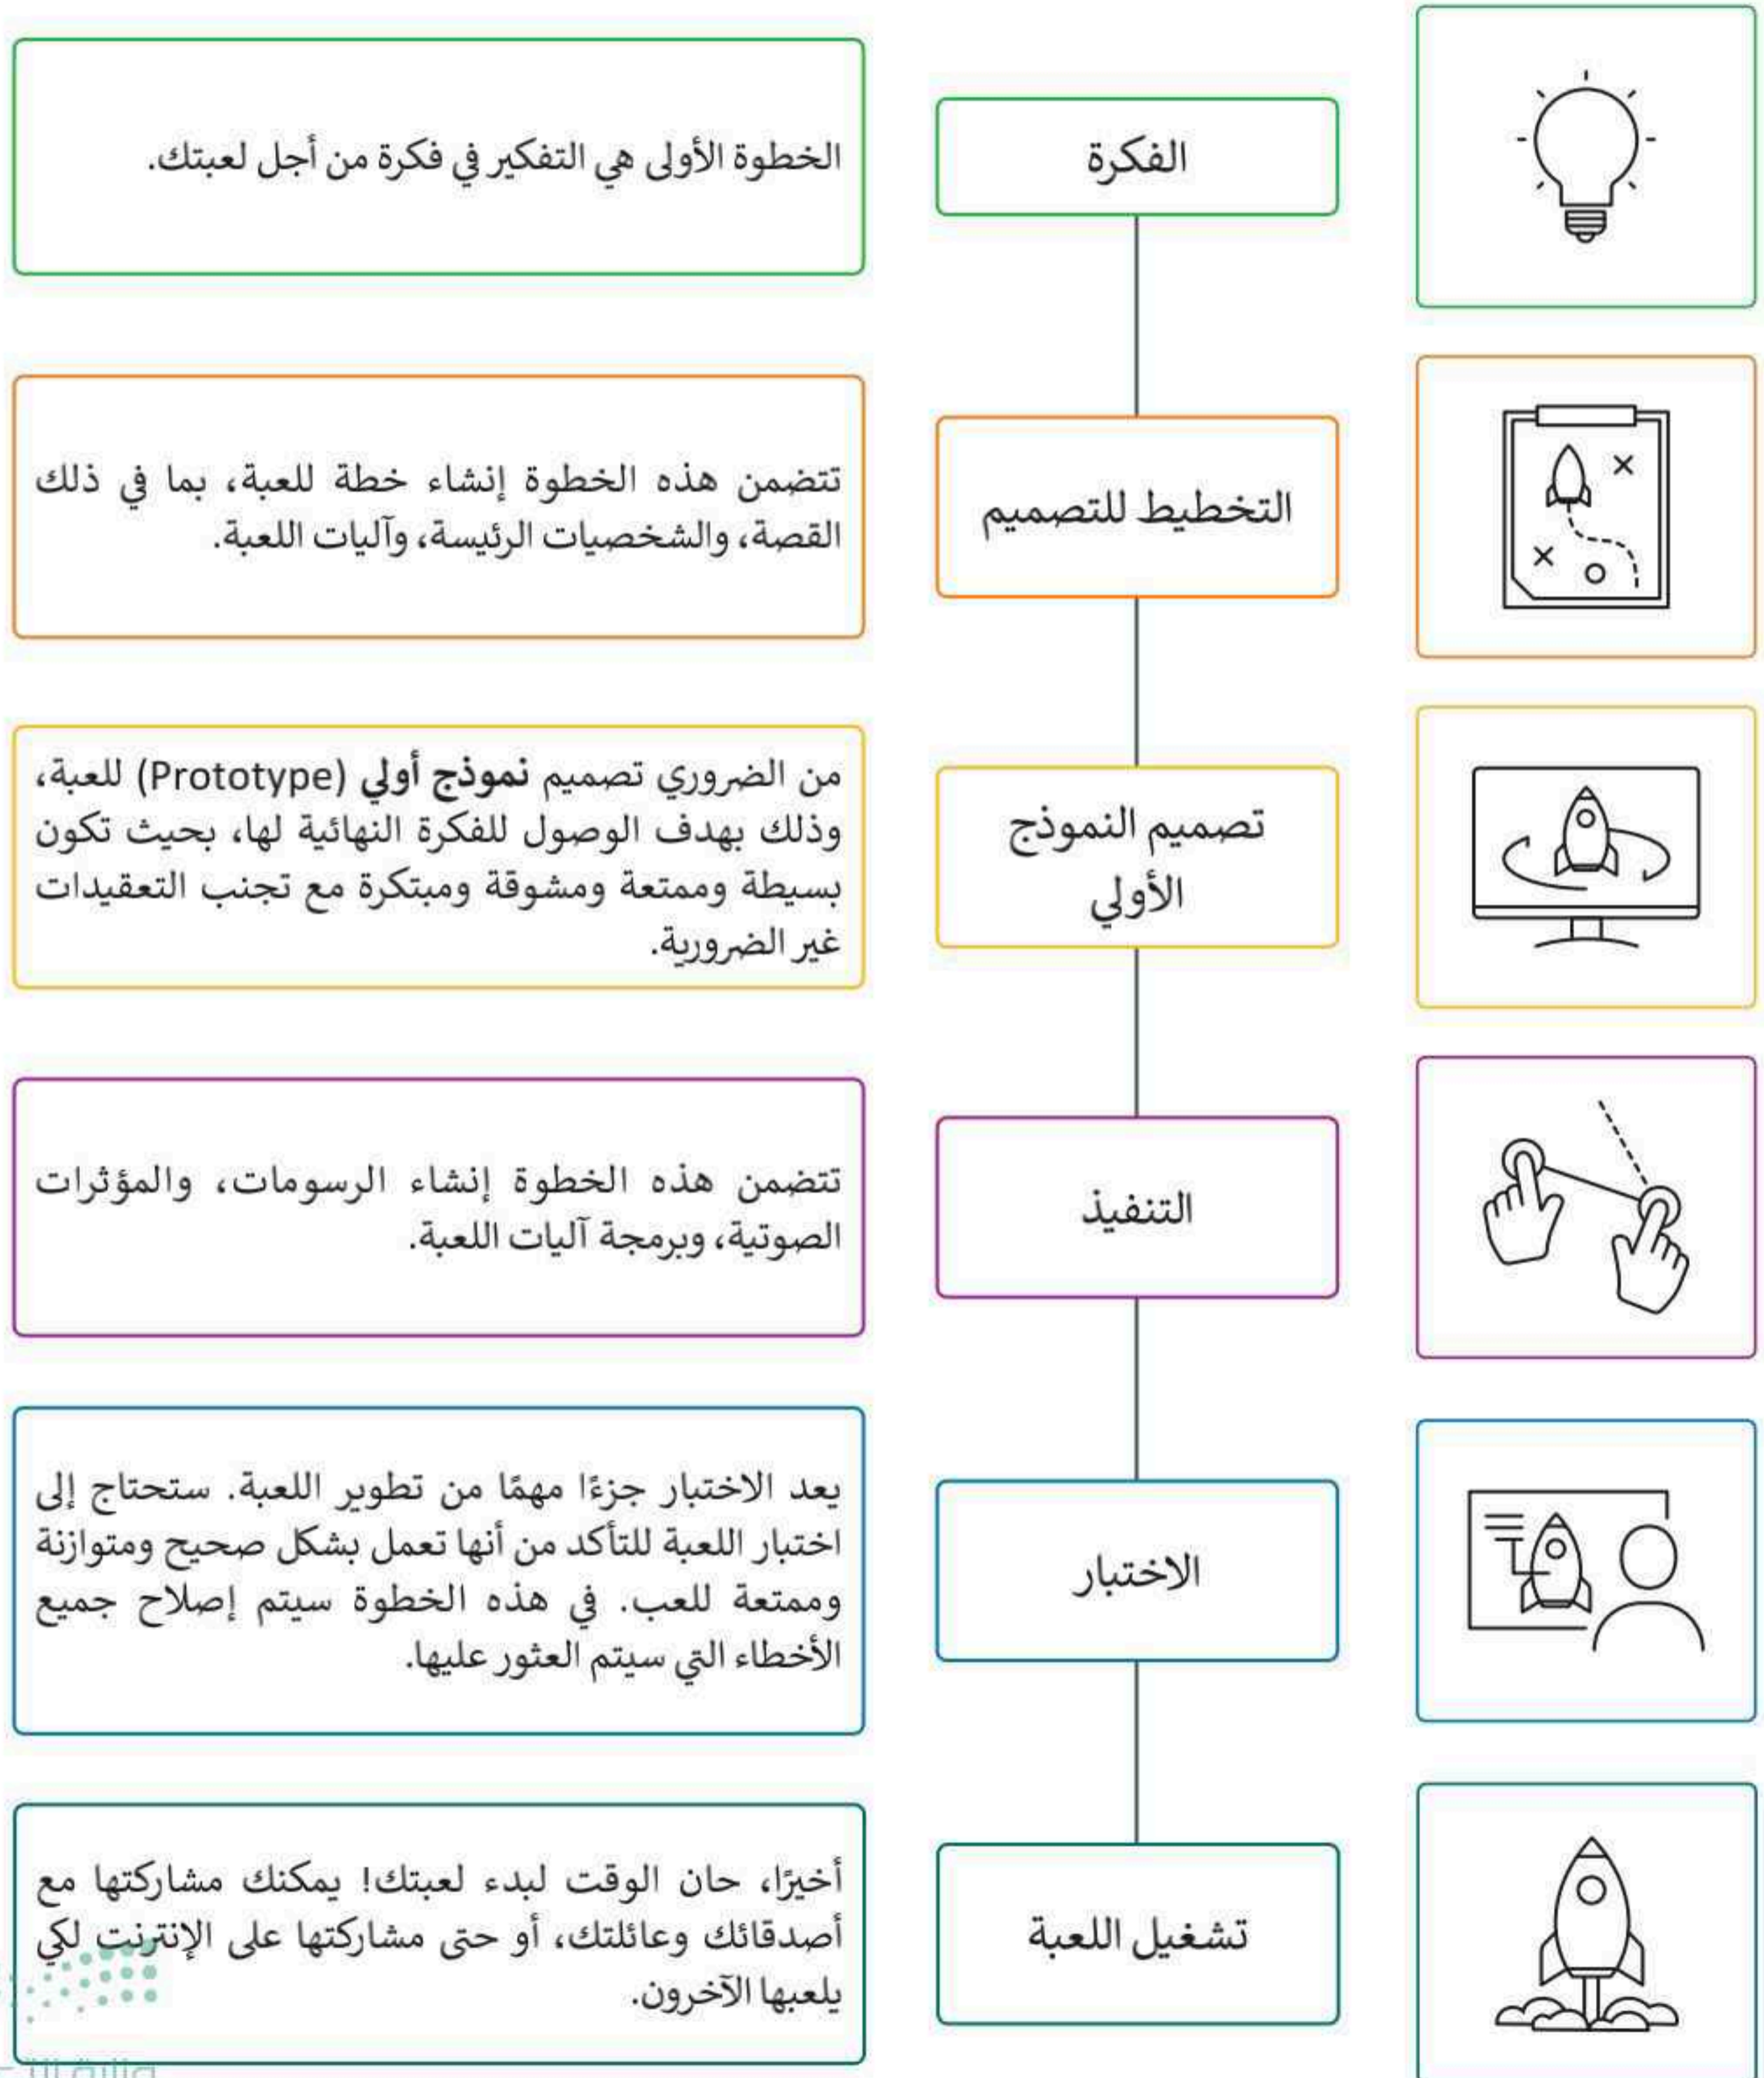 الفكرة
الخطوة الأولى هي التفكير في فكرة من أجل لعبتك.
التخطيط للتصميم
تتضمن هذه الخطوة إنشاء خطة للعبة، بما في ذلك
القصة، والشخصيات الرئيسة، وآليات اللعبة.
تصميم النموذج
الأولي
من الضروري تصميم نموذج أولي (Prototype) للعبة،
وذلك بهدف الوصول للفكرة النهائية لها، بحيث تكون
بسيطة وممتعة ومشوقة ومبتكرة مع تجنب التعقيدات
غير الضرورية.
التنفيذ
تتضمن هذه الخطوة إنشاء الرسومات، والمؤثرات
الصوتية، وبرمجة آليات اللعبة.
الاختبار
يعد الاختبار جزءًا مهمًا من تطوير اللعبة. ستحتاج إلى
اختبار اللعبة للتأكد من أنها تعمل بشكل صحيح ومتوازنة
وممتعة للعب. في هذه الخطوة سيتم إصلاح جميع
الأخطاء التي سيتم العثور عليها.
تشغيل اللعبة
أخيرًا، حان الوقت لبدء لعبتك! يمكنك مشاركتها مع
أصدقائك وعائلتك، أو حتى مشاركتها على الإنترنت لكي
يلعبها الآخرون.